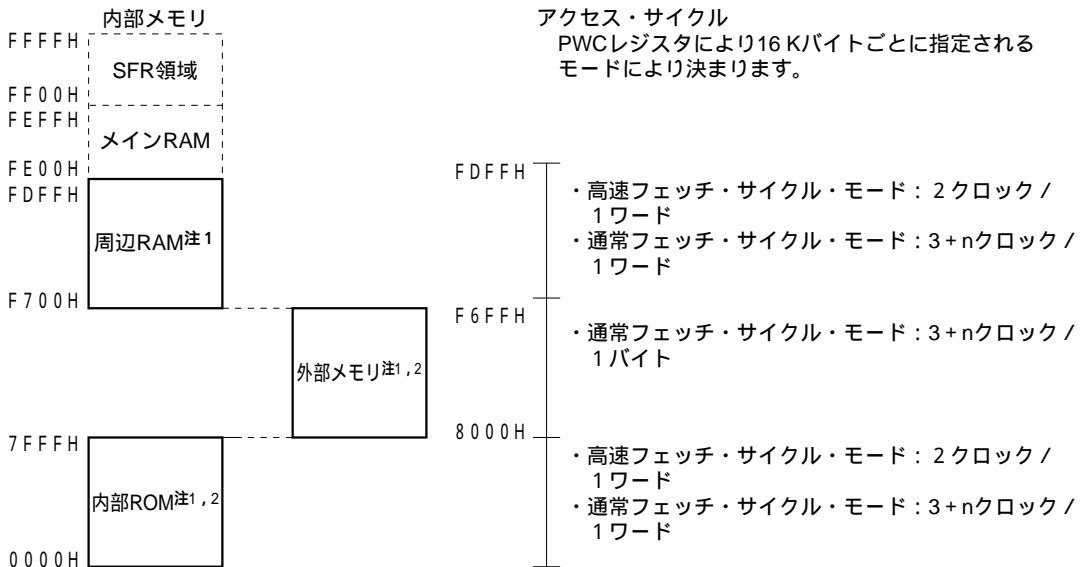 内部メモリ
アクセス・サイクル
PWCレジスタにより16 Kバイトごとに指定される
モードにより決まります。
FFFFH
SFR領域
FF00H
FEFFH
メインRAM
FE00H
FDFFH
周辺RAM注1
F700H
外部メモリ注1,2
7FFFH
内部ROM注1,2
0000H
FDFFH
・高速フェッチ・サイクル・モード:2クロック/
1ワード
・通常フェッチ・サイクル・モード:3+nクロック/
1ワード
F6FFH
・通常フェッチ・サイクル・モード:3+nクロック/
1バイト
8000H
・高速フェッチ・サイクル・モード:2クロック/
1ワード
・通常フェッチ・サイクル・モード:3+nクロック/
1ワード